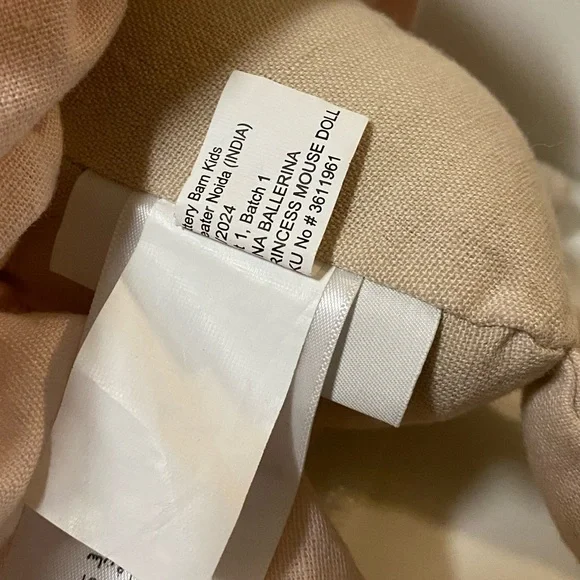 ttery Barn Kids
eater Noida (INDIA)
/2024
t 1, Batch 1
NA BALLERINA
RINCESS MOUSE DOLL
KU No # 3611961